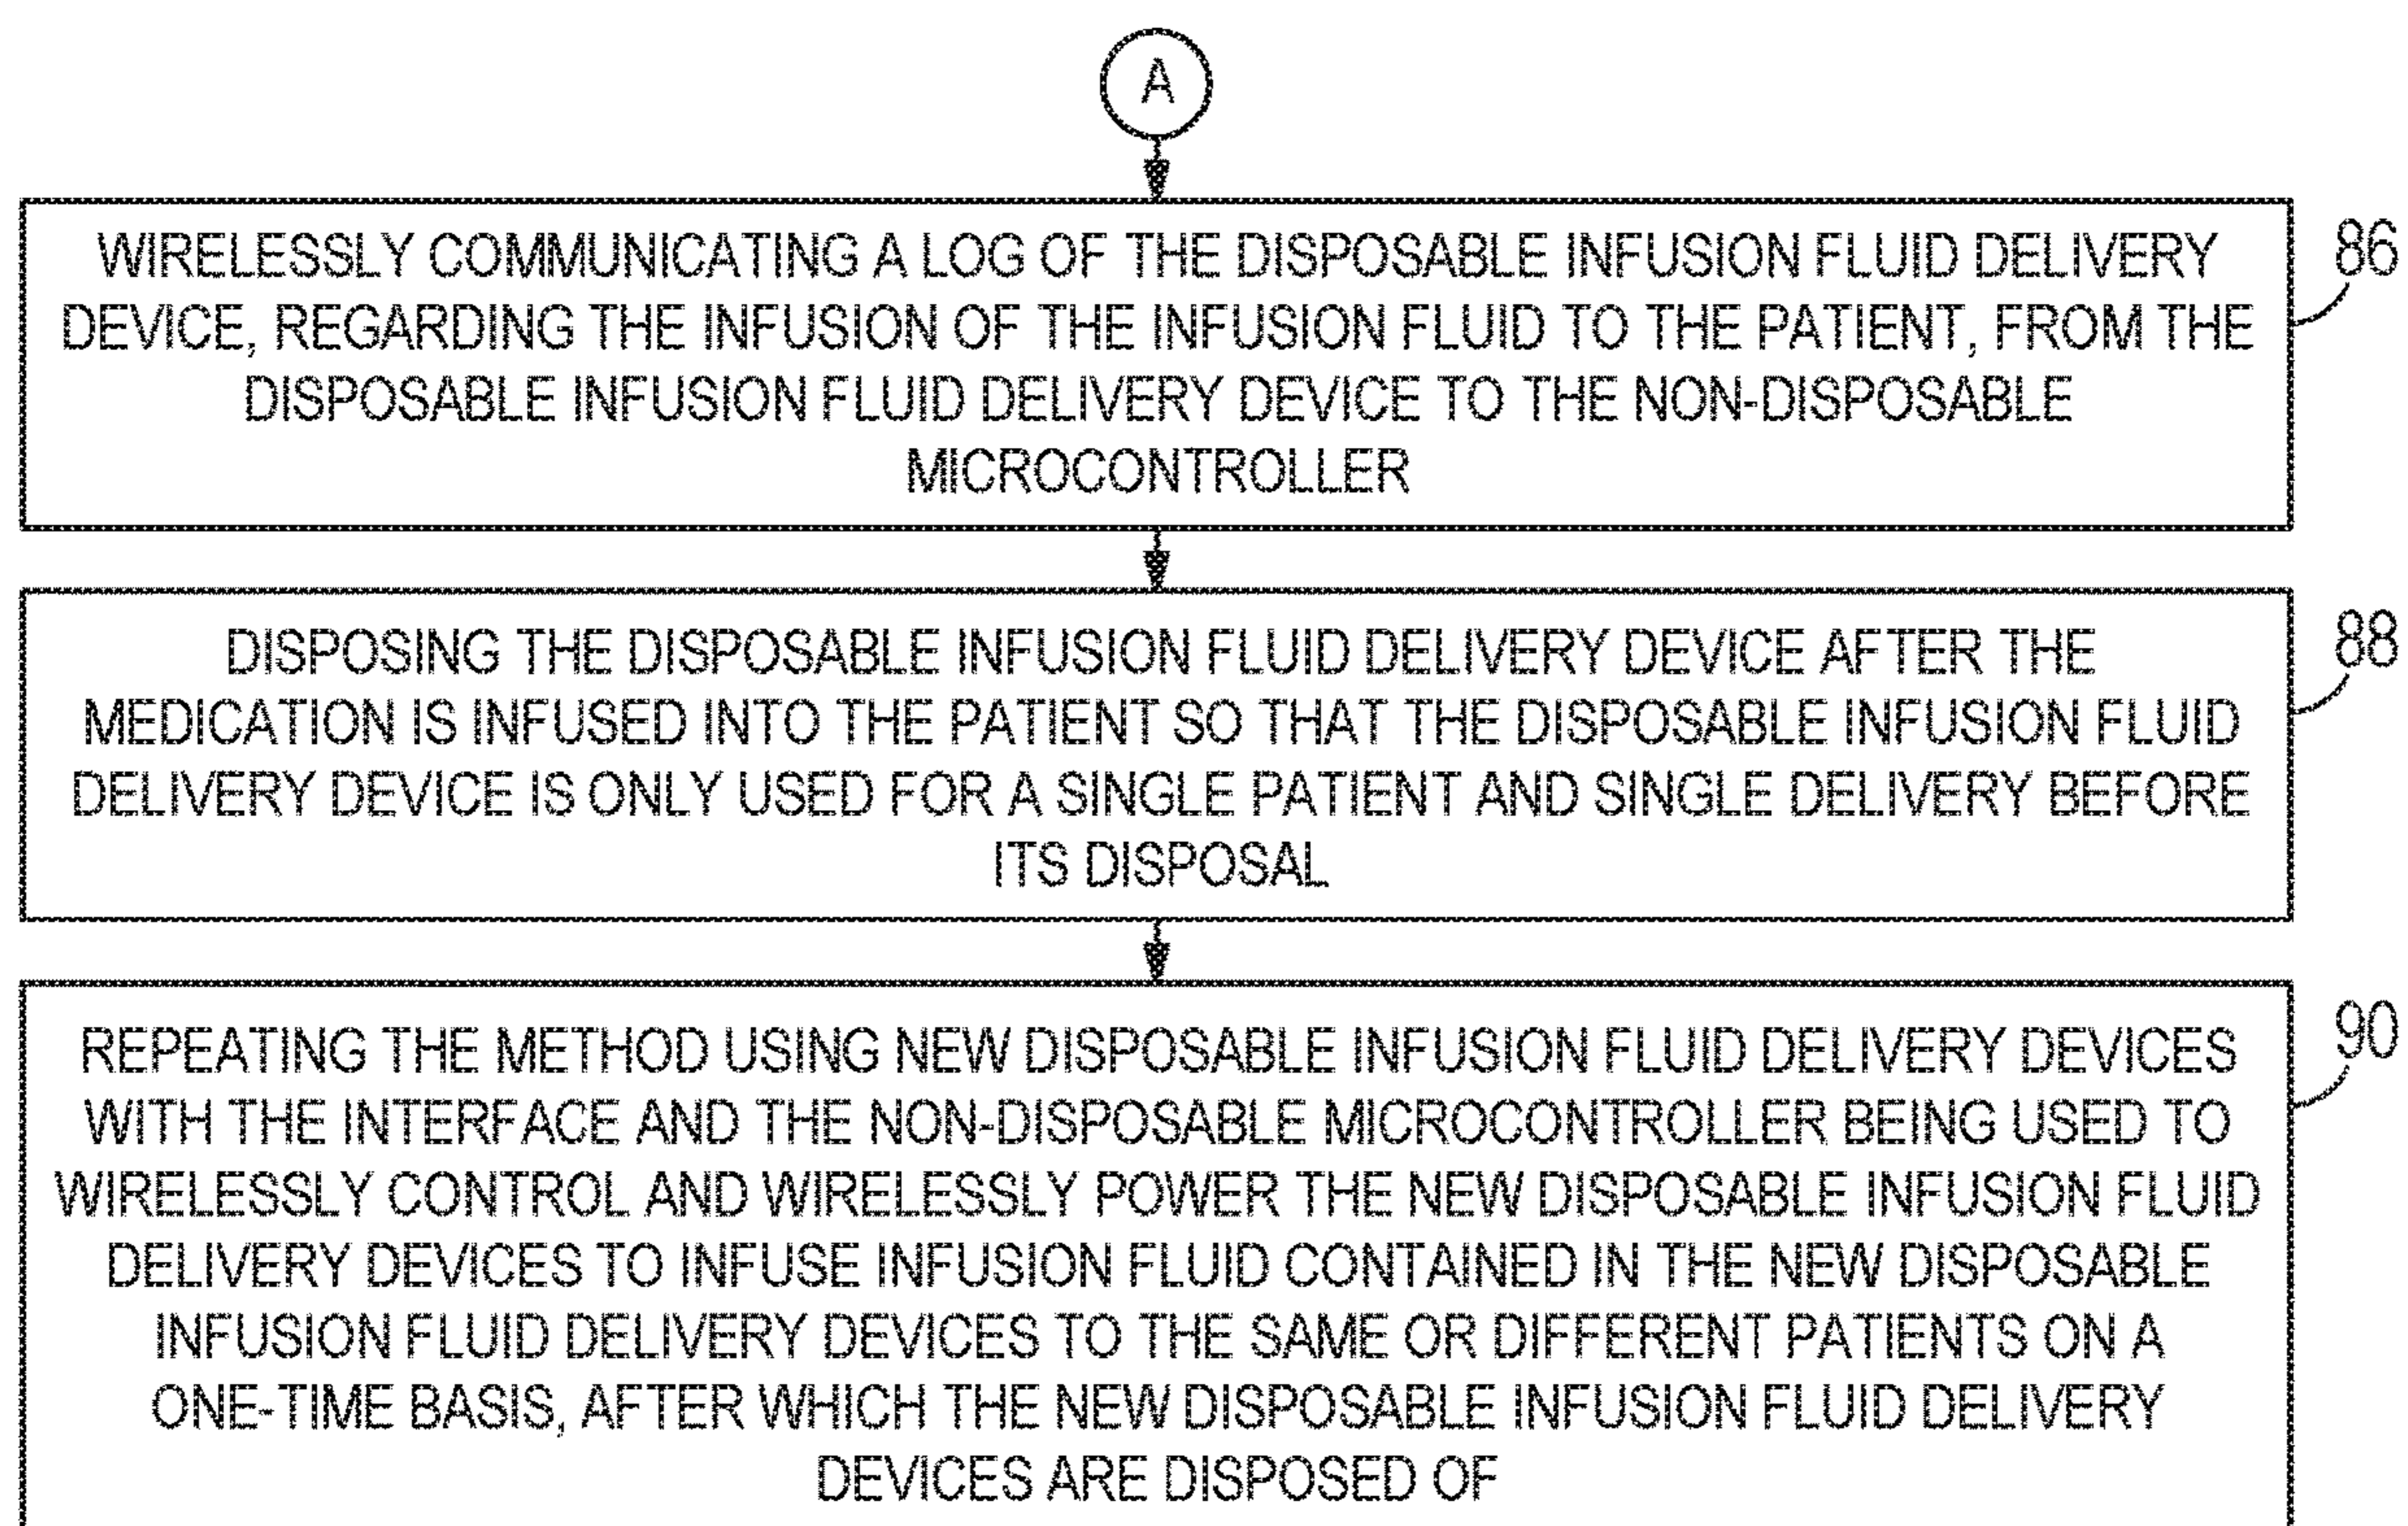 A
WIRELESSLY COMMUNICATING A LOG OF THE DISPOSABLE INFUSION FLUID DELIVERY
DEVICE, REGARDING THE INFUSION OF THE INFUSION FLUID TO THE PATIENT, FROM THE
DISPOSABLE INFUSION FLUID DELIVERY DEVICE TO THE NON-DISPOSABLE
MICROCONTROLLER
86
DISPOSING THE DISPOSABLE INFUSION FLUID DELIVERY DEVICE AFTER THE
MEDICATION IS INFUSED INTO THE PATIENT SO THAT THE DISPOSABLE INFUSION FLUID
DELIVERY DEVICE IS ONLY USED FOR A SINGLE PATIENT AND SINGLE DELIVERY BEFORE
ITS DISPOSAL
88
REPEATING THE METHOD USING NEW DISPOSABLE INFUSION FLUID DELIVERY DEVICES
WITH THE INTERFACE AND THE NON-DISPOSABLE MICROCONTROLLER BEING USED TO
WIRELESSLY CONTROL AND WIRELESSLY POWER THE NEW DISPOSABLE INFUSION FLUID
DELIVERY DEVICES TO INFUSE INFUSION FLUID CONTAINED IN THE NEW DISPOSABLE
INFUSION FLUID DELIVERY DEVICES TO THE SAME OR DIFFERENT PATIENTS ON A
ONE-TIME BASIS, AFTER WHICH THE NEW DISPOSABLE INFUSION FLUID DELIVERY
DEVICES ARE DISPOSED OF
90